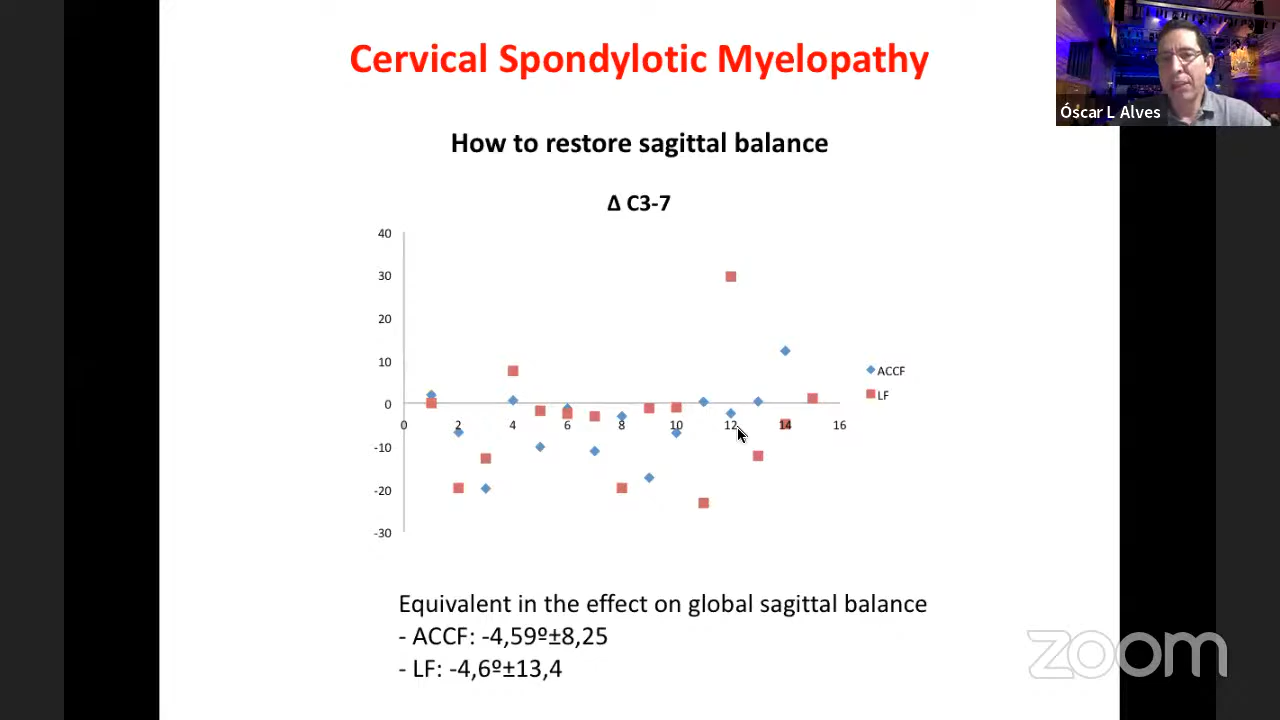 Cervical Spondylotic Myelopathy
Óscar L Alves
How to restore sagittal balance
Δ C3-7
40
30
20
10
0
-10
-20
-30
0 2 4 6 8 10 12 14 16
ACCF
LF
Equivalent in the effect on global sagittal balance
- ACCF: -4,59º±8,25
- LF: -4,6º±13,4
zoom